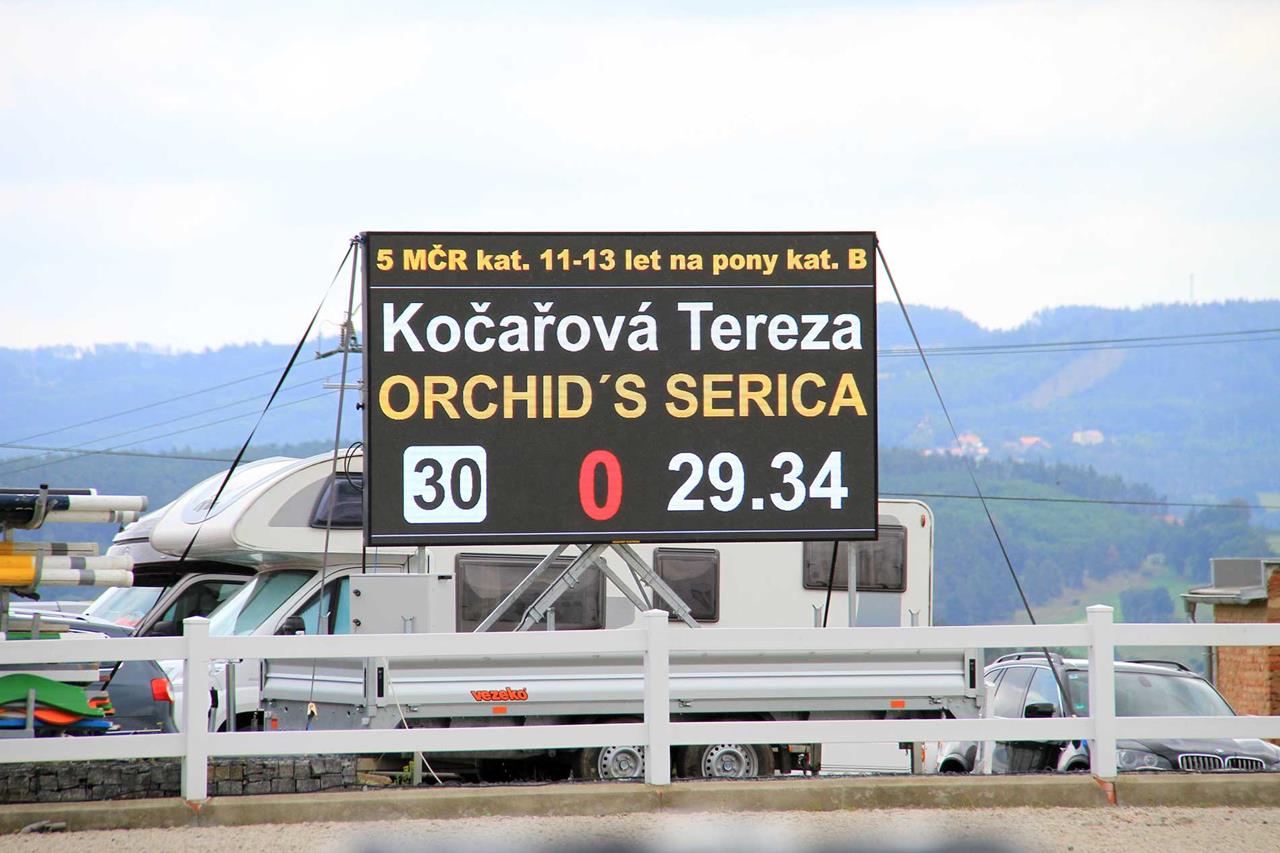 5 MČR kat. 11-13 let na pony kat. B
Kočařová Tereza
ORCHID´S SERICA
30 0 29.34
vezeko